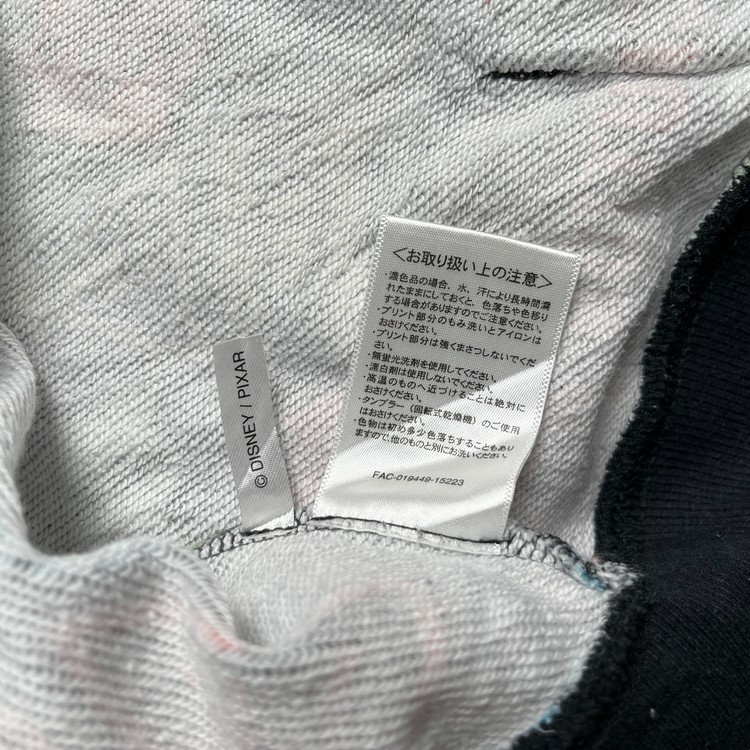 <お取り扱い上の注意>
・濃色品の場合、水、汗により長時間濡
れたままにしておくと、色落ちや色移り
する場合がありますのでご注意ください。
・プリント部分のもみ洗いとアイロンは
おさけください。
・プリント部分は強くまさつしないでくだ
さい。
・無蛍光洗剤を使用してください。
・漂白剤は使用しないでください。
・高温のものへ近づけることは絶対に
おさけください。
・タンブラー（回転式乾燥機）のご使用
はおさけください。
・色物は初め多少色落ちすることもあり
ますので、他のものと別にお洗いください。
FAC-019449-15223
© DISNEY / PIXAR